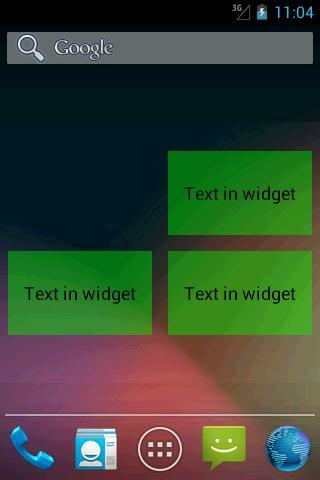 3G 11:04
Google
Text in widget
Text in widget Text in widget